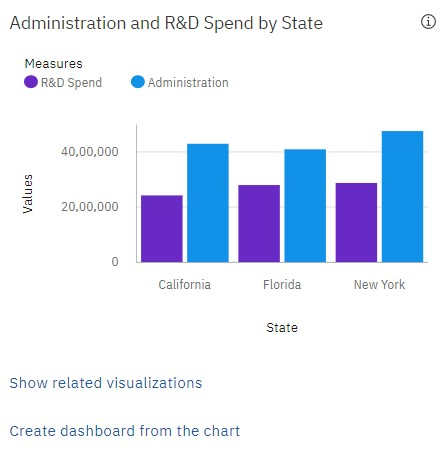 Administration and R&D Spend by State
Measures
R&D Spend Administration
Values
40,00,000
20,00,000
0
California Florida New York
State
Show related visualizations
Create dashboard from the chart